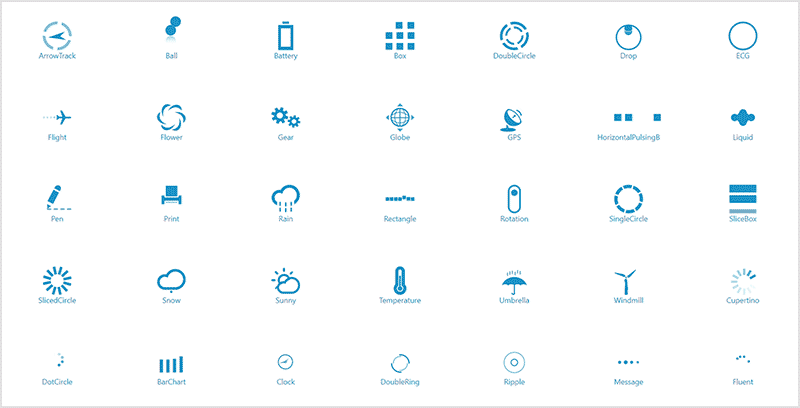 ArrowTrack
Ball
Battery
Box
DoubleCircle
Drop
ECG
Flight
Flower
Gear
Globe
GPS
HorizontalPulsingB
Liquid
Pen
Print
Rain
Rectangle
Rotation
SingleCircle
SliceBox
SlicedCircle
Snow
Sunny
Temperature
Umbrella
Windmill
Cupertino
DotCircle
BarChart
Clock
DoubleRing
Ripple
Message
Fluent